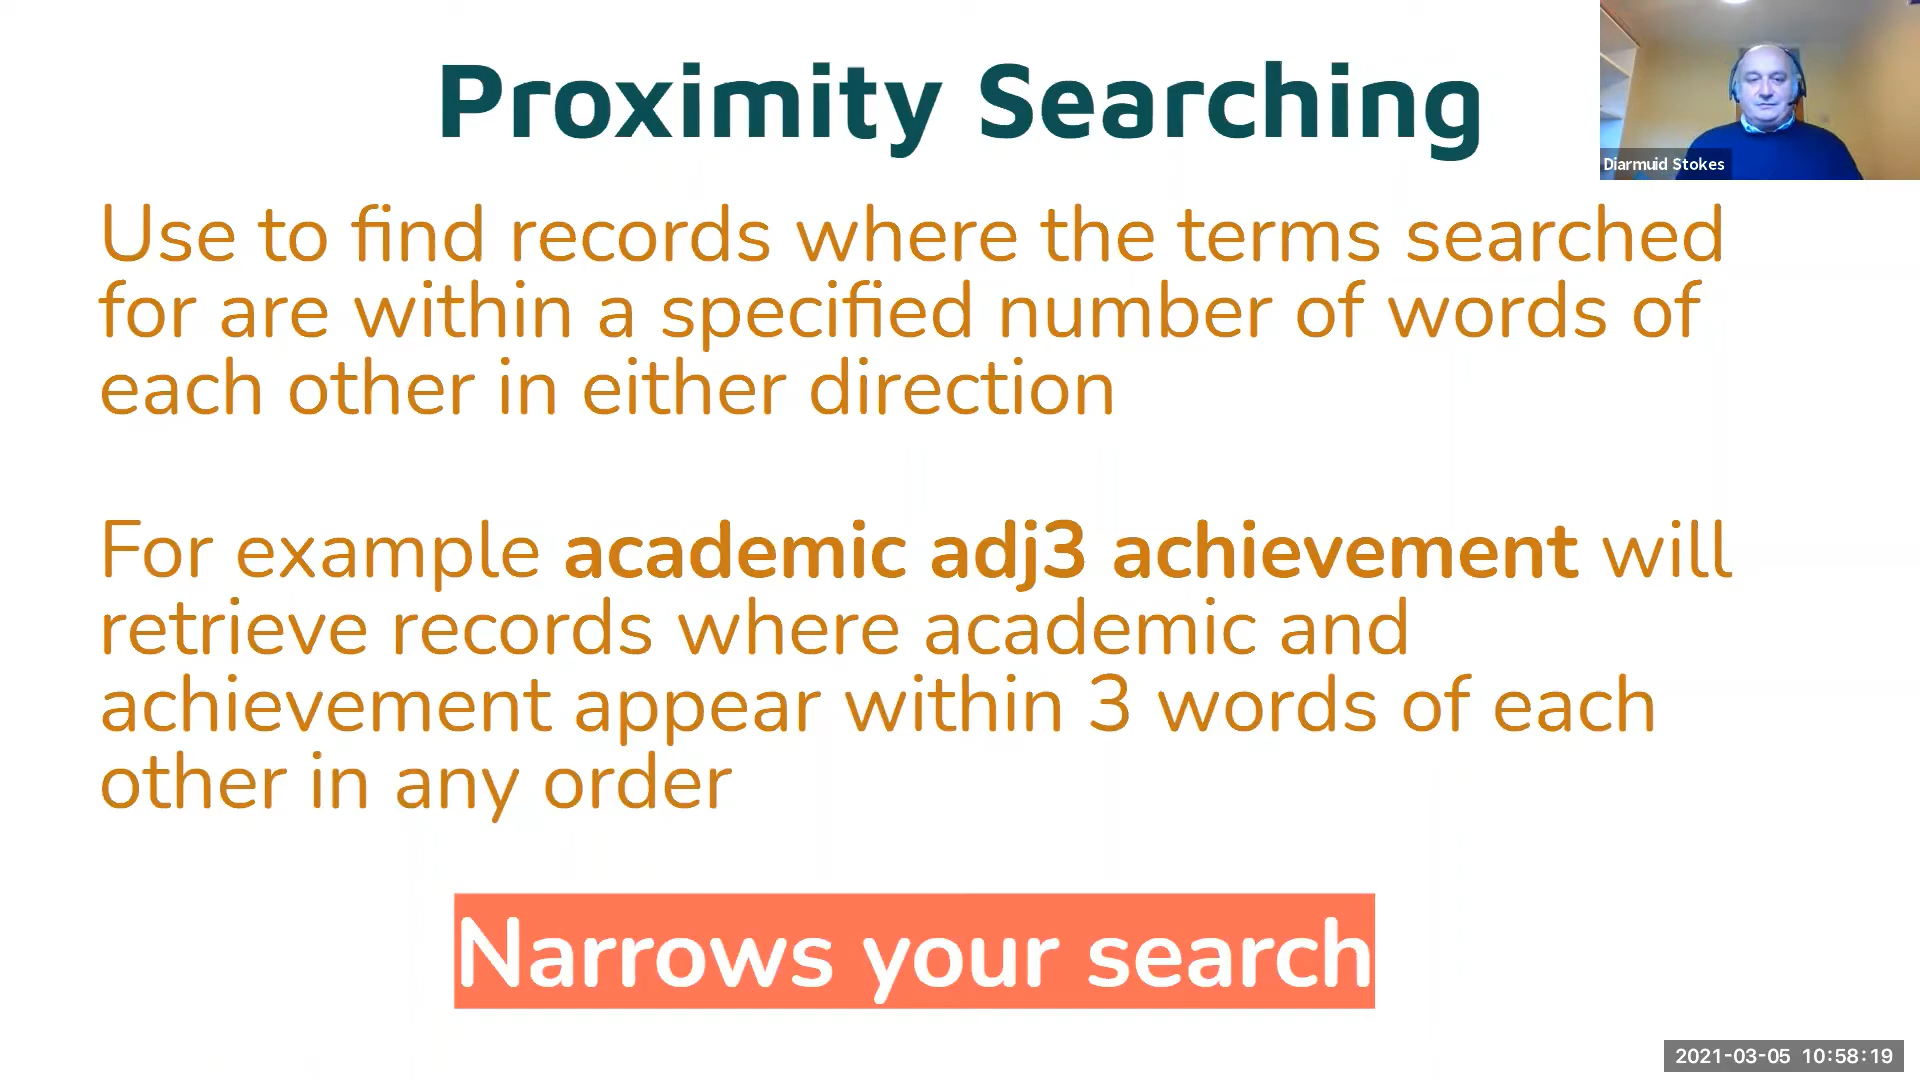 Proximity Searching
Diarmuid Stokes
Use to find records where the terms searched
for are within a specified number of words of
each other in either direction
For example academic adj3 achievement will
retrieve records where academic and
achievement appear within 3 words of each
other in any order
Narrows your search
2021-03-05 10:58:19